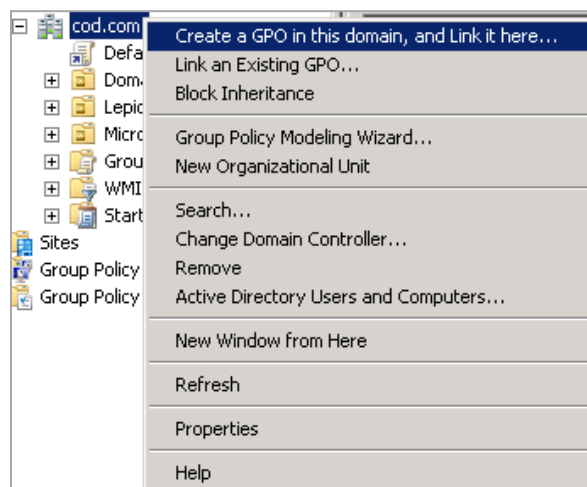 cod.com
Defa
Doma
Lepid
Micro
Grou
WMI
Start
Sites
Group Policy
Group Policy
Create a GPO in this domain, and Link it here...
Link an Existing GPO...
Block Inheritance
Group Policy Modeling Wizard...
New Organizational Unit
Search...
Change Domain Controller...
Remove
Active Directory Users and Computers...
New Window from Here
Refresh
Properties
Help